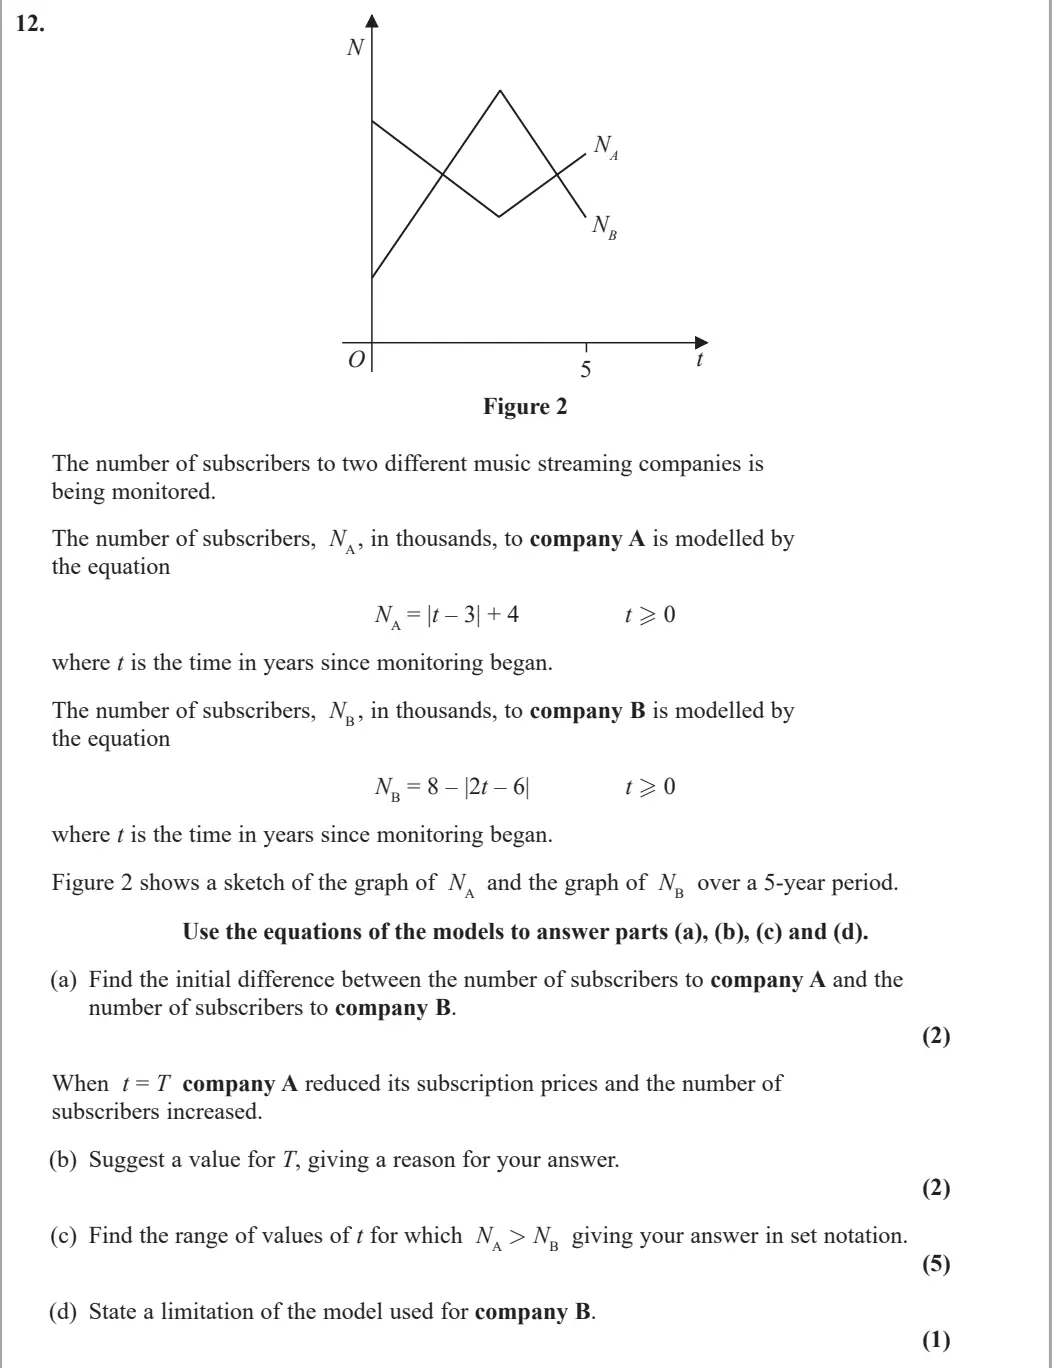 12.
N
N_A
N_B
O
5
t
Figure 2
The number of subscribers to two different music streaming companies is
being monitored.
The number of subscribers, N_A, in thousands, to company A is modelled by
the equation
N_A = |t – 3| + 4 t ⩾ 0
where t is the time in years since monitoring began.
The number of subscribers, N_B, in thousands, to company B is modelled by
the equation
N_B = 8 – |2t – 6| t ⩾ 0
where t is the time in years since monitoring began.
Figure 2 shows a sketch of the graph of N_A and the graph of N_B over a 5-year period.
Use the equations of the models to answer parts (a), (b), (c) and (d).
(a) Find the initial difference between the number of subscribers to company A and the
number of subscribers to company B.
(2)
When t = T company A reduced its subscription prices and the number of
subscribers increased.
(b) Suggest a value for T, giving a reason for your answer.
(2)
(c) Find the range of values of t for which N_A > N_B giving your answer in set notation.
(5)
(d) State a limitation of the model used for company B.
(1)